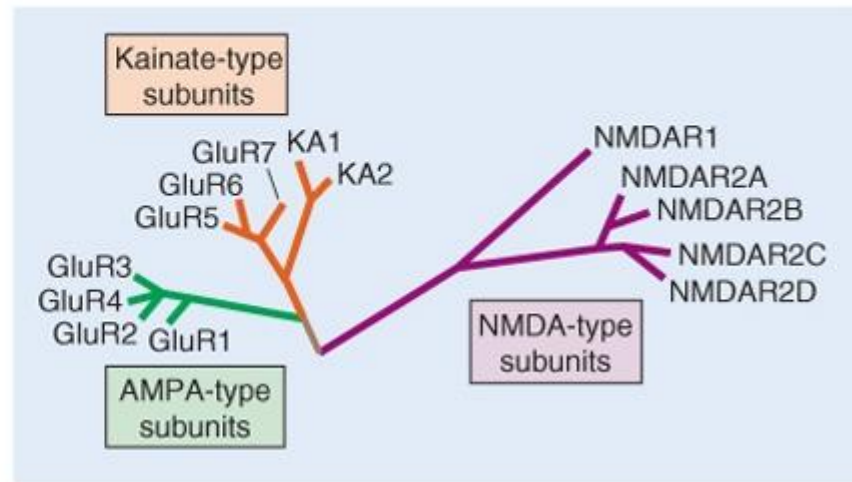 Kainate-type
subunits
GluR7
KA1
GluR6
KA2
GluR5
GluR3
GluR4
GluR2
GluR1
AMPA-type
subunits
NMDAR1
NMDAR2A
NMDAR2B
NMDAR2C
NMDAR2D
NMDA-type
subunits